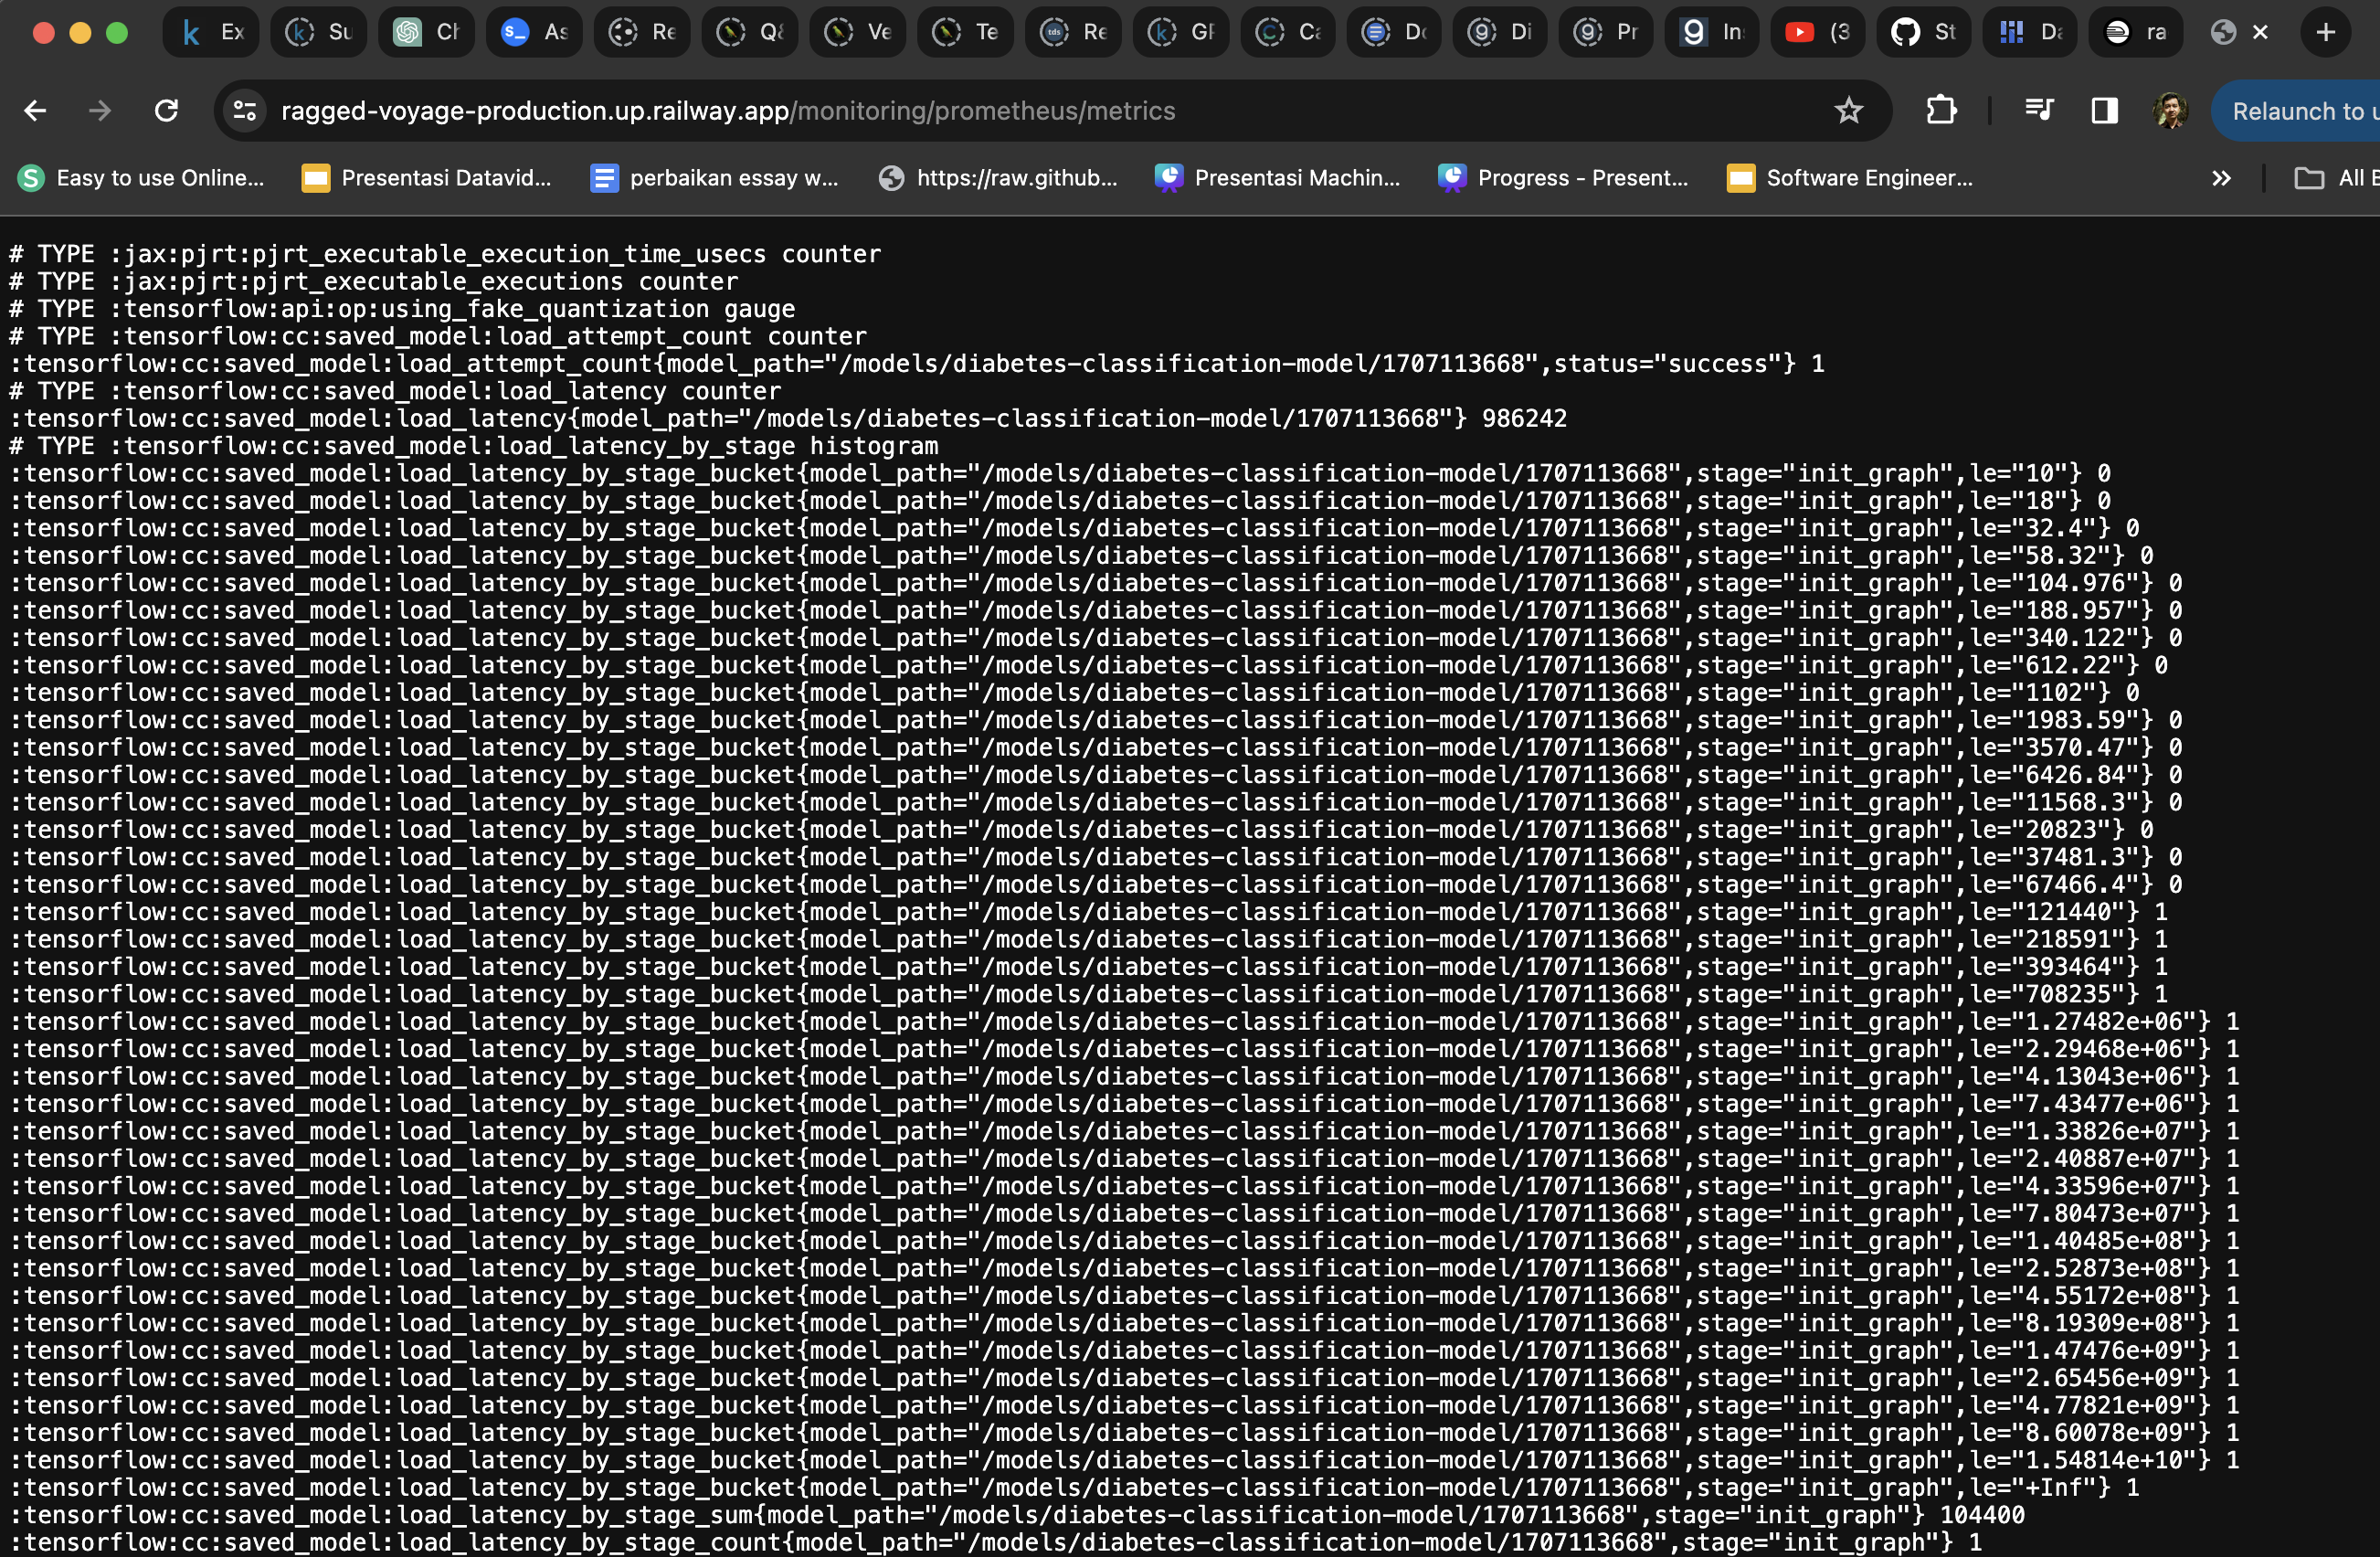 Ex
Su
Ch
As
Re
Q&
Ve
Te
Re
GP
Ca
Do
Di
Pr
In
(3
St
Da
ra
ragged-voyage-production.up.railway.app/monitoring/prometheus/metrics
Relaunch to u
Easy to use Online...
Presentasi Datavid...
perbaikan essay w...
https://raw.github...
Presentasi Machin...
Progress - Present...
Software Engineer...
All B
# TYPE :jax:pjrt:pjrt_executable_execution_time_usecs counter
# TYPE :jax:pjrt:pjrt_executable_executions counter
# TYPE :tensorflow:api:op:using_fake_quantization gauge
# TYPE :tensorflow:cc:saved_model:load_attempt_count counter
:tensorflow:cc:saved_model:load_attempt_count{model_path="/models/diabetes-classification-model/1707113668",status="success"} 1
# TYPE :tensorflow:cc:saved_model:load_latency counter
:tensorflow:cc:saved_model:load_latency{model_path="/models/diabetes-classification-model/1707113668"} 986242
# TYPE :tensorflow:cc:saved_model:load_latency_by_stage histogram
:tensorflow:cc:saved_model:load_latency_by_stage_bucket{model_path="/models/diabetes-classification-model/1707113668",stage="init_graph",le="10"} 0
:tensorflow:cc:saved_model:load_latency_by_stage_bucket{model_path="/models/diabetes-classification-model/1707113668",stage="init_graph",le="18"} 0
:tensorflow:cc:saved_model:load_latency_by_stage_bucket{model_path="/models/diabetes-classification-model/1707113668",stage="init_graph",le="32.4"} 0
:tensorflow:cc:saved_model:load_latency_by_stage_bucket{model_path="/models/diabetes-classification-model/1707113668",stage="init_graph",le="58.32"} 0
:tensorflow:cc:saved_model:load_latency_by_stage_bucket{model_path="/models/diabetes-classification-model/1707113668",stage="init_graph",le="104.976"} 0
:tensorflow:cc:saved_model:load_latency_by_stage_bucket{model_path="/models/diabetes-classification-model/1707113668",stage="init_graph",le="188.957"} 0
:tensorflow:cc:saved_model:load_latency_by_stage_bucket{model_path="/models/diabetes-classification-model/1707113668",stage="init_graph",le="340.122"} 0
:tensorflow:cc:saved_model:load_latency_by_stage_bucket{model_path="/models/diabetes-classification-model/1707113668",stage="init_graph",le="612.22"} 0
:tensorflow:cc:saved_model:load_latency_by_stage_bucket{model_path="/models/diabetes-classification-model/1707113668",stage="init_graph",le="1102"} 0
:tensorflow:cc:saved_model:load_latency_by_stage_bucket{model_path="/models/diabetes-classification-model/1707113668",stage="init_graph",le="1983.59"} 0
:tensorflow:cc:saved_model:load_latency_by_stage_bucket{model_path="/models/diabetes-classification-model/1707113668",stage="init_graph",le="3570.47"} 0
:tensorflow:cc:saved_model:load_latency_by_stage_bucket{model_path="/models/diabetes-classification-model/1707113668",stage="init_graph",le="6426.84"} 0
:tensorflow:cc:saved_model:load_latency_by_stage_bucket{model_path="/models/diabetes-classification-model/1707113668",stage="init_graph",le="11568.3"} 0
:tensorflow:cc:saved_model:load_latency_by_stage_bucket{model_path="/models/diabetes-classification-model/1707113668",stage="init_graph",le="20823"} 0
:tensorflow:cc:saved_model:load_latency_by_stage_bucket{model_path="/models/diabetes-classification-model/1707113668",stage="init_graph",le="37481.3"} 0
:tensorflow:cc:saved_model:load_latency_by_stage_bucket{model_path="/models/diabetes-classification-model/1707113668",stage="init_graph",le="67466.4"} 0
:tensorflow:cc:saved_model:load_latency_by_stage_bucket{model_path="/models/diabetes-classification-model/1707113668",stage="init_graph",le="121440"} 1
:tensorflow:cc:saved_model:load_latency_by_stage_bucket{model_path="/models/diabetes-classification-model/1707113668",stage="init_graph",le="218591"} 1
:tensorflow:cc:saved_model:load_latency_by_stage_bucket{model_path="/models/diabetes-classification-model/1707113668",stage="init_graph",le="393464"} 1
:tensorflow:cc:saved_model:load_latency_by_stage_bucket{model_path="/models/diabetes-classification-model/1707113668",stage="init_graph",le="708235"} 1
:tensorflow:cc:saved_model:load_latency_by_stage_bucket{model_path="/models/diabetes-classification-model/1707113668",stage="init_graph",le="1.27482e+06"} 1
:tensorflow:cc:saved_model:load_latency_by_stage_bucket{model_path="/models/diabetes-classification-model/1707113668",stage="init_graph",le="2.29468e+06"} 1
:tensorflow:cc:saved_model:load_latency_by_stage_bucket{model_path="/models/diabetes-classification-model/1707113668",stage="init_graph",le="4.13043e+06"} 1
:tensorflow:cc:saved_model:load_latency_by_stage_bucket{model_path="/models/diabetes-classification-model/1707113668",stage="init_graph",le="7.43477e+06"} 1
:tensorflow:cc:saved_model:load_latency_by_stage_bucket{model_path="/models/diabetes-classification-model/1707113668",stage="init_graph",le="1.33826e+07"} 1
:tensorflow:cc:saved_model:load_latency_by_stage_bucket{model_path="/models/diabetes-classification-model/1707113668",stage="init_graph",le="2.40887e+07"} 1
:tensorflow:cc:saved_model:load_latency_by_stage_bucket{model_path="/models/diabetes-classification-model/1707113668",stage="init_graph",le="4.33596e+07"} 1
:tensorflow:cc:saved_model:load_latency_by_stage_bucket{model_path="/models/diabetes-classification-model/1707113668",stage="init_graph",le="7.80473e+07"} 1
:tensorflow:cc:saved_model:load_latency_by_stage_bucket{model_path="/models/diabetes-classification-model/1707113668",stage="init_graph",le="1.40485e+08"} 1
:tensorflow:cc:saved_model:load_latency_by_stage_bucket{model_path="/models/diabetes-classification-model/1707113668",stage="init_graph",le="2.52873e+08"} 1
:tensorflow:cc:saved_model:load_latency_by_stage_bucket{model_path="/models/diabetes-classification-model/1707113668",stage="init_graph",le="4.55172e+08"} 1
:tensorflow:cc:saved_model:load_latency_by_stage_bucket{model_path="/models/diabetes-classification-model/1707113668",stage="init_graph",le="8.19309e+08"} 1
:tensorflow:cc:saved_model:load_latency_by_stage_bucket{model_path="/models/diabetes-classification-model/1707113668",stage="init_graph",le="1.47476e+09"} 1
:tensorflow:cc:saved_model:load_latency_by_stage_bucket{model_path="/models/diabetes-classification-model/1707113668",stage="init_graph",le="2.65456e+09"} 1
:tensorflow:cc:saved_model:load_latency_by_stage_bucket{model_path="/models/diabetes-classification-model/1707113668",stage="init_graph",le="4.77821e+09"} 1
:tensorflow:cc:saved_model:load_latency_by_stage_bucket{model_path="/models/diabetes-classification-model/1707113668",stage="init_graph",le="8.60078e+09"} 1
:tensorflow:cc:saved_model:load_latency_by_stage_bucket{model_path="/models/diabetes-classification-model/1707113668",stage="init_graph",le="1.54814e+10"} 1
:tensorflow:cc:saved_model:load_latency_by_stage_bucket{model_path="/models/diabetes-classification-model/1707113668",stage="init_graph",le="+Inf"} 1
:tensorflow:cc:saved_model:load_latency_by_stage_sum{model_path="/models/diabetes-classification-model/1707113668",stage="init_graph"} 104400
:tensorflow:cc:saved_model:load_latency_by_stage_count{model_path="/models/diabetes-classification-model/1707113668",stage="init_graph"} 1